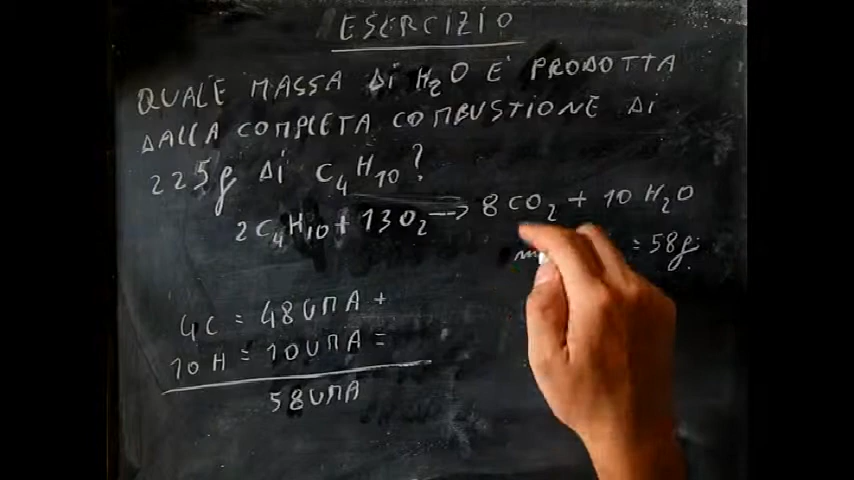 ESERCIZIO
QUALE MASSA DI H₂O E' PRODOTTA
DALLA COMPLETA COMBUSTIONE DI
225g DI C₄H₁₀?
2C₄H₁₀ + 13O₂ --> 8CO₂ + 10H₂O
= 58g.
4C = 48UMA +
10H = 10UMA =
58UMA